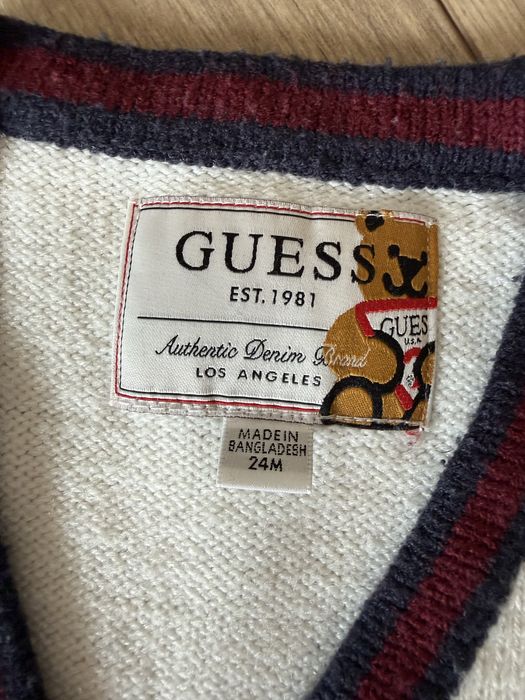 GUESS
EST. 1981
Authentic Denim Brand
LOS ANGELES
GUES
U.S.A.
MADE IN
BANGLADESH
24M